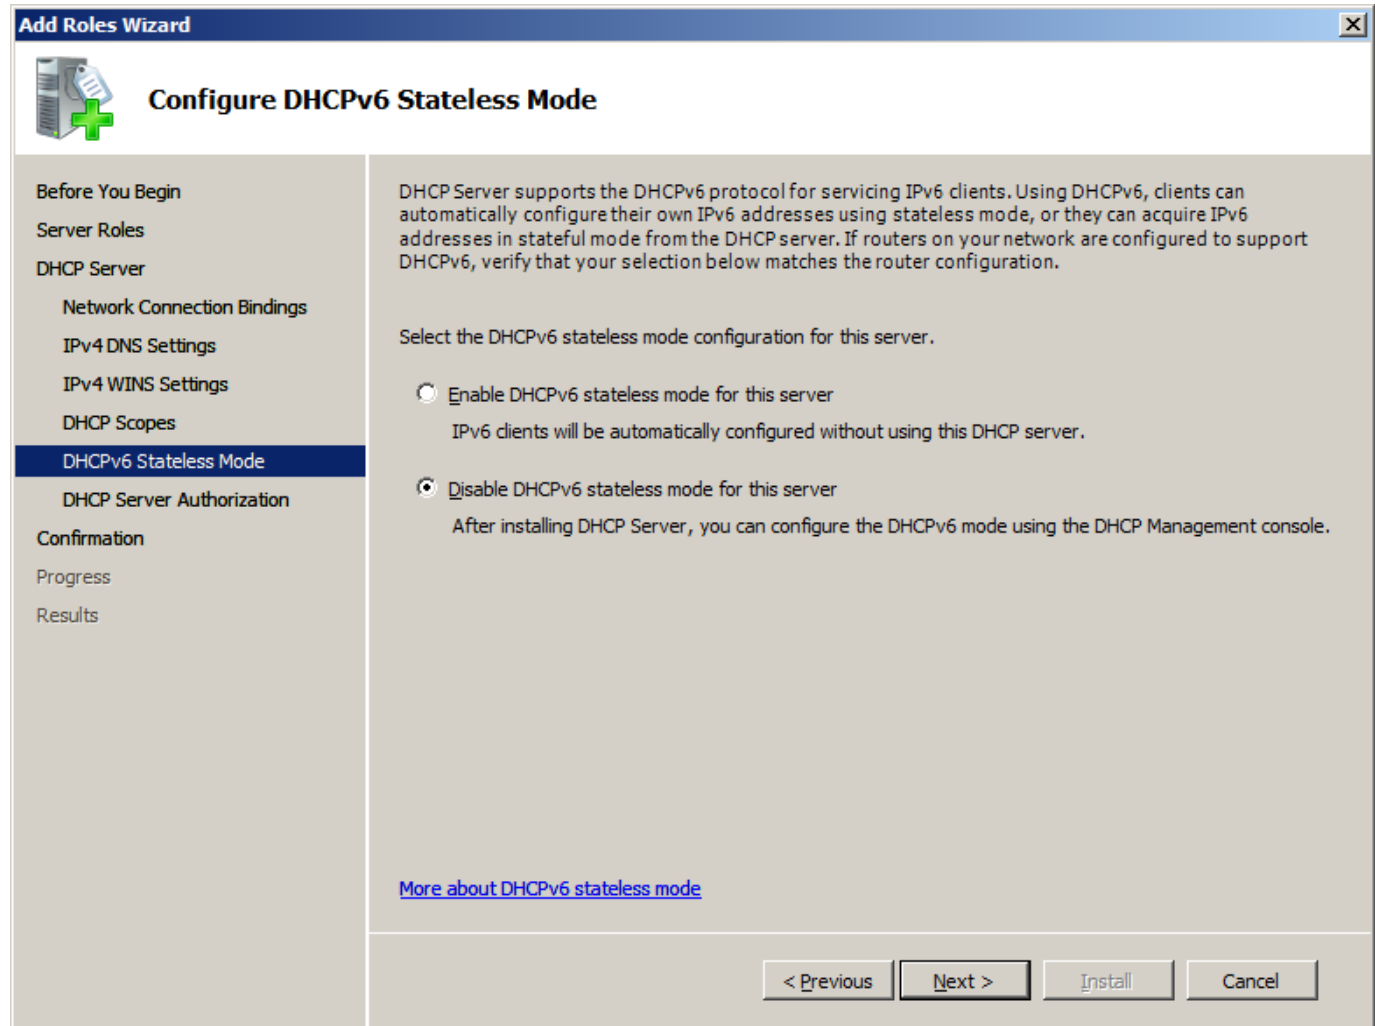 Add Roles Wizard
Configure DHCPv6 Stateless Mode
Before You Begin
Server Roles
DHCP Server
Network Connection Bindings
IPv4 DNS Settings
IPv4 WINS Settings
DHCP Scopes
DHCPv6 Stateless Mode
DHCP Server Authorization
Confirmation
Progress
Results
DHCP Server supports the DHCPv6 protocol for servicing IPv6 clients. Using DHCPv6, clients can
automatically configure their own IPv6 addresses using stateless mode, or they can acquire IPv6
addresses in stateful mode from the DHCP server. If routers on your network are configured to support
DHCPv6, verify that your selection below matches the router configuration.
Select the DHCPv6 stateless mode configuration for this server.
Enable DHCPv6 stateless mode for this server
IPv6 clients will be automatically configured without using this DHCP server.
Disable DHCPv6 stateless mode for this server
After installing DHCP Server, you can configure the DHCPv6 mode using the DHCP Management console.
More about DHCPv6 stateless mode
< Previous
Next >
Install
Cancel